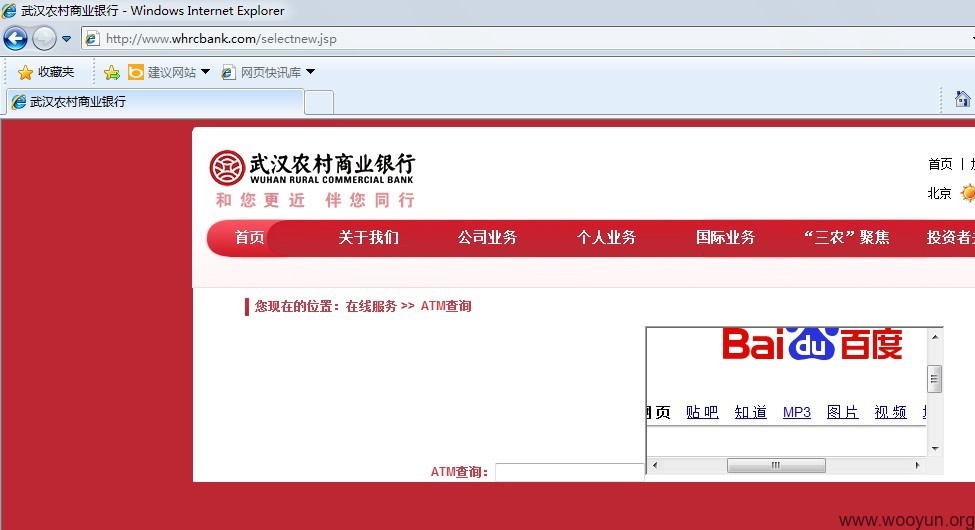 武汉农村商业银行 - Windows Internet Explorer
http://www.whrcbank.com/selectnew.jsp
收藏夹 建议网站 网页快讯库
武汉农村商业银行
武汉农村商业银行
WUHAN RURAL COMMERCIAL BANK
和您更近 伴您同行
首页 |
北京
首页 关于我们 公司业务 个人业务 国际业务 “三农”聚焦 投资者
您现在的位置：在线服务 >> ATM查询
Bai du 百度
页 贴吧 知道 MP3 图片 视频
ATM查询：
www.wooyun.org